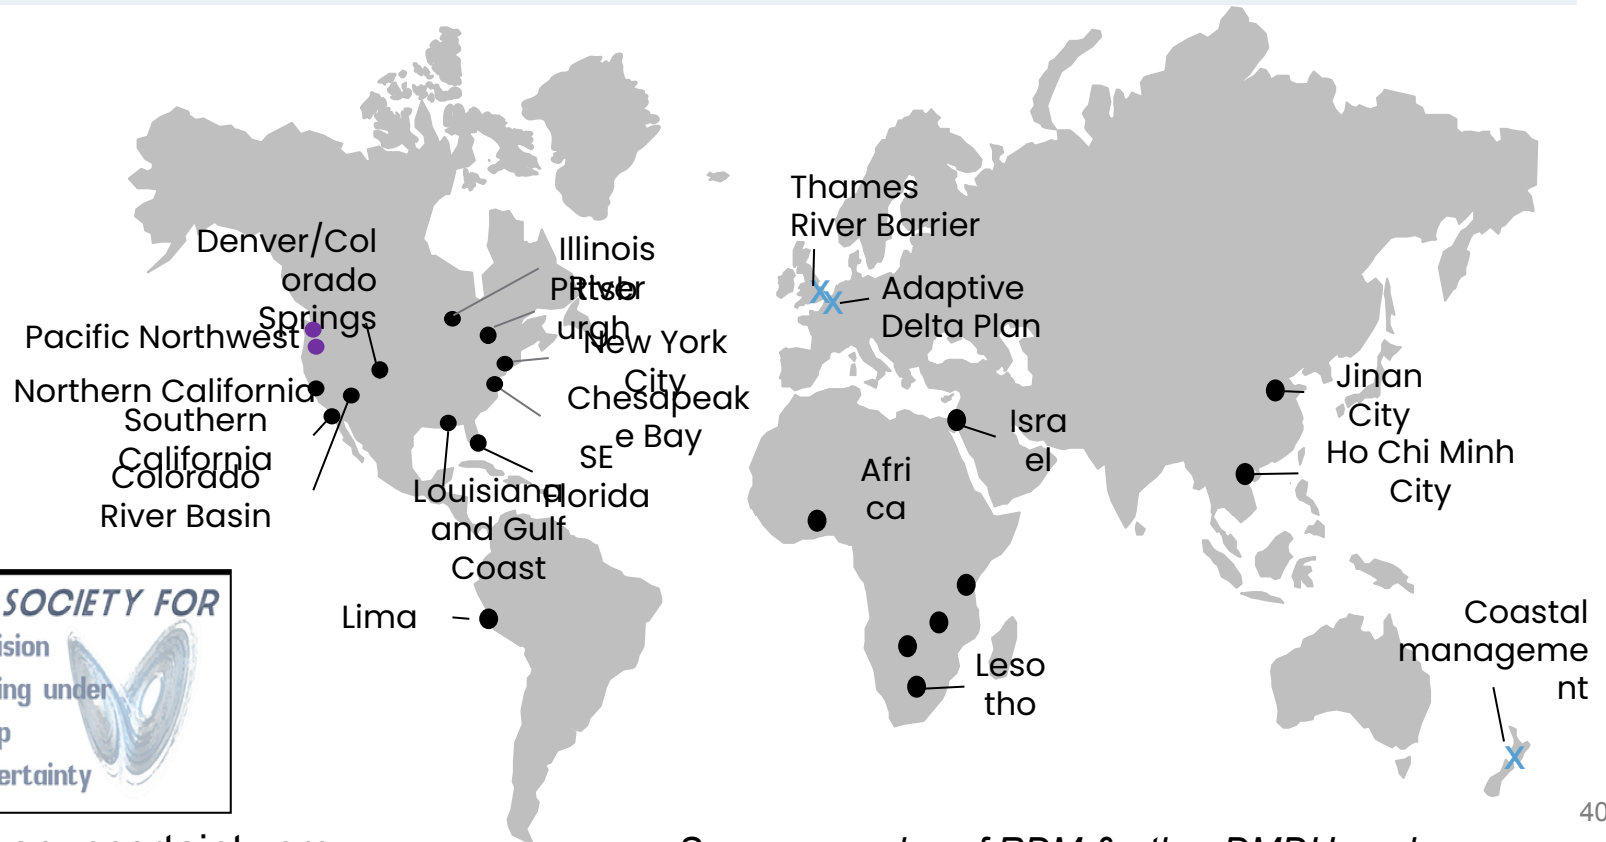 Thames
River Barrier
Denver/Col
orado
Springs
Illinois
River
Pittsb
urgh
Adaptive
Delta Plan
Pacific Northwest
New York
City
Northern California
Jinan
City
Chesapeak
e Bay
Southern
California
Isra
el
Colorado
River Basin
SE
Florida
Ho Chi Minh
City
Afri
ca
Louisiana
and Gulf
Coast
SOCIETY FOR
ision
ing under
p
ertainty
Lima
Coastal
manageme
nt
Leso
tho
X
X
X
40